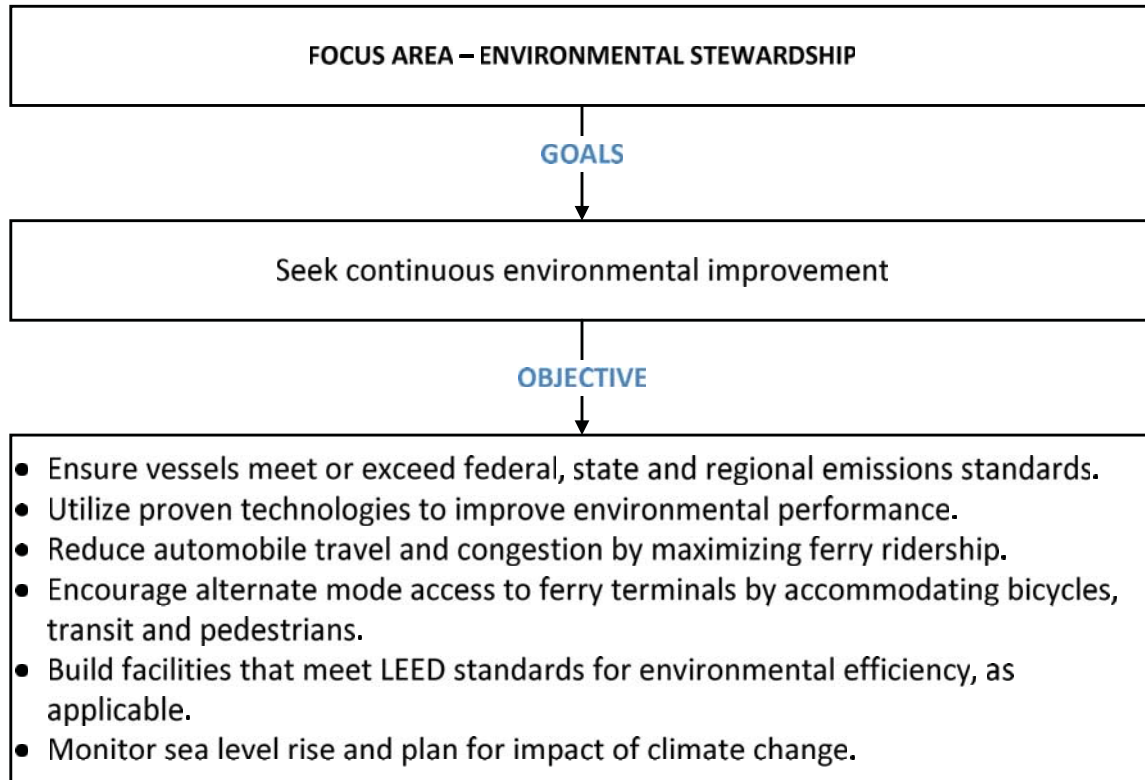 FOCUS AREA – ENVIRONMENTAL STEWARDSHIP
GOALS
Seek continuous environmental improvement
OBJECTIVE
• Ensure vessels meet or exceed federal, state and regional emissions standards.
• Utilize proven technologies to improve environmental performance.
• Reduce automobile travel and congestion by maximizing ferry ridership.
• Encourage alternate mode access to ferry terminals by accommodating bicycles,
transit and pedestrians.
• Build facilities that meet LEED standards for environmental efficiency, as
applicable.
• Monitor sea level rise and plan for impact of climate change.